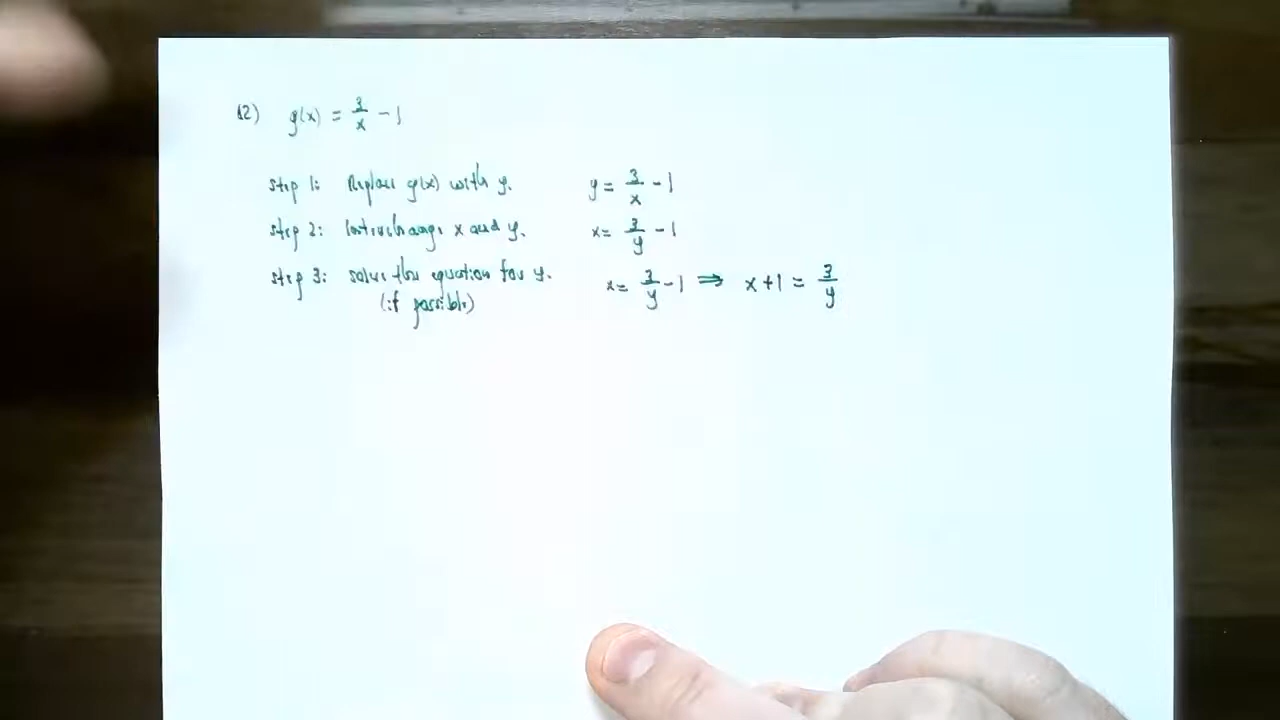 12) g(x) = 3/x - 1
Step 1: Replace g(x) with y. y = 3/x - 1
Step 2: Interchange x and y. x = 3/y - 1
Step 3: solve the equation for y. x = 3/y - 1 ⇒ x + 1 = 3/y
(if possible)